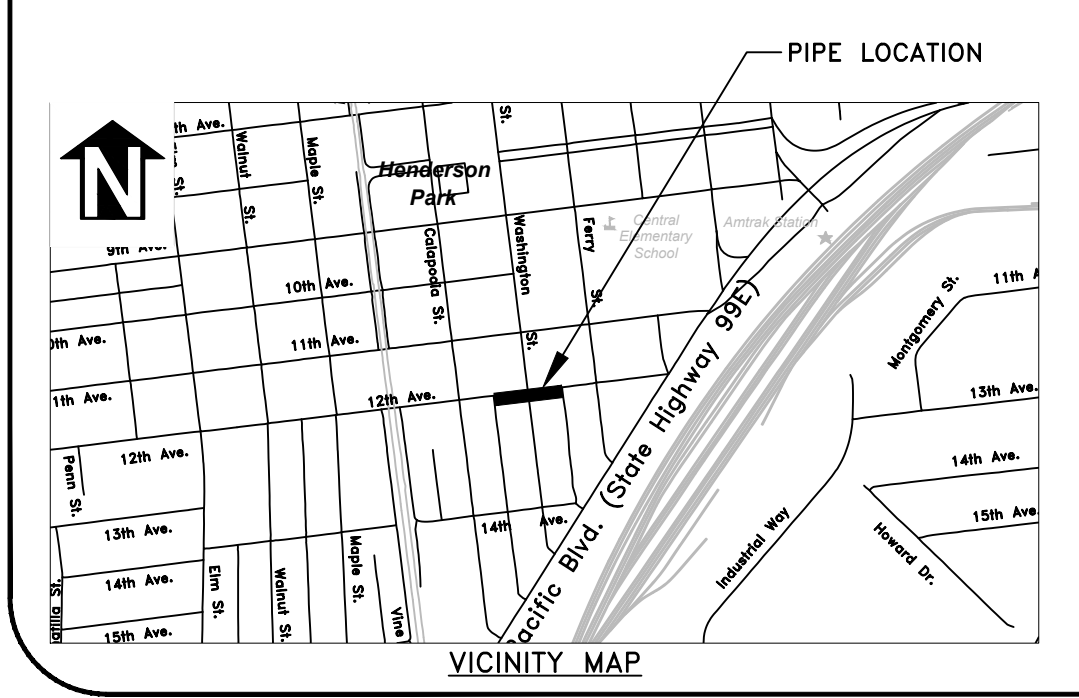 PIPE LOCATION
N
th Ave.
St.
Walnut
St.
Maple St.
St.
Henderson
Park
Calapooia St.
Washington
St.
Ferry
St.
Central
Elementary
School
Amtrak Station
9th Ave.
10th Ave.
11th Ave.
12th Ave.
0th Ave.
1th Ave.
12th Ave.
Penn St.
13th Ave.
14th Ave.
15th Ave.
atilla St.
Elm St.
Walnut St.
Maple St.
Vine
14th Ave.
Pacific Blvd. (State Highway 99E)
Industrial Way
Montgomery St.
11th A
13th Ave.
14th Ave.
15th Ave.
Howard Dr.
VICINITY MAP